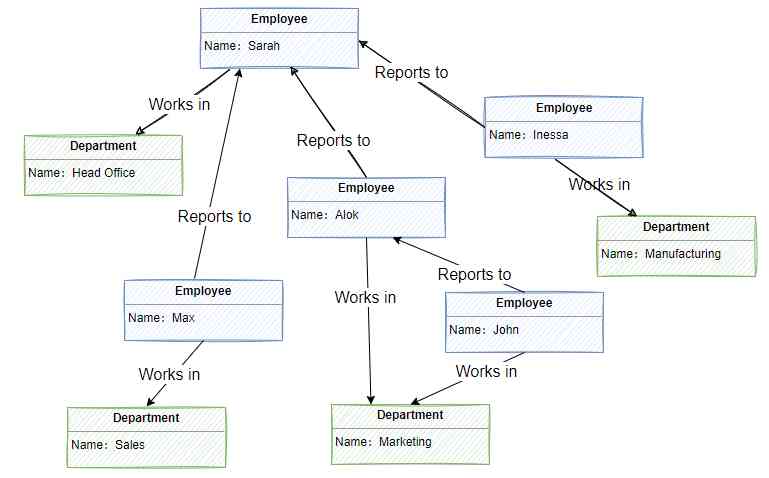 Employee
Name: Sarah
Reports to
Works in
Employee
Name: Inessa
Department
Name: Head Office
Reports to
Employee
Name: Alok
Works in
Reports to
Department
Name: Manufacturing
Reports to
Works in
Employee
Name: Max
Employee
Name: John
Works in
Works in
Department
Name: Sales
Department
Name: Marketing